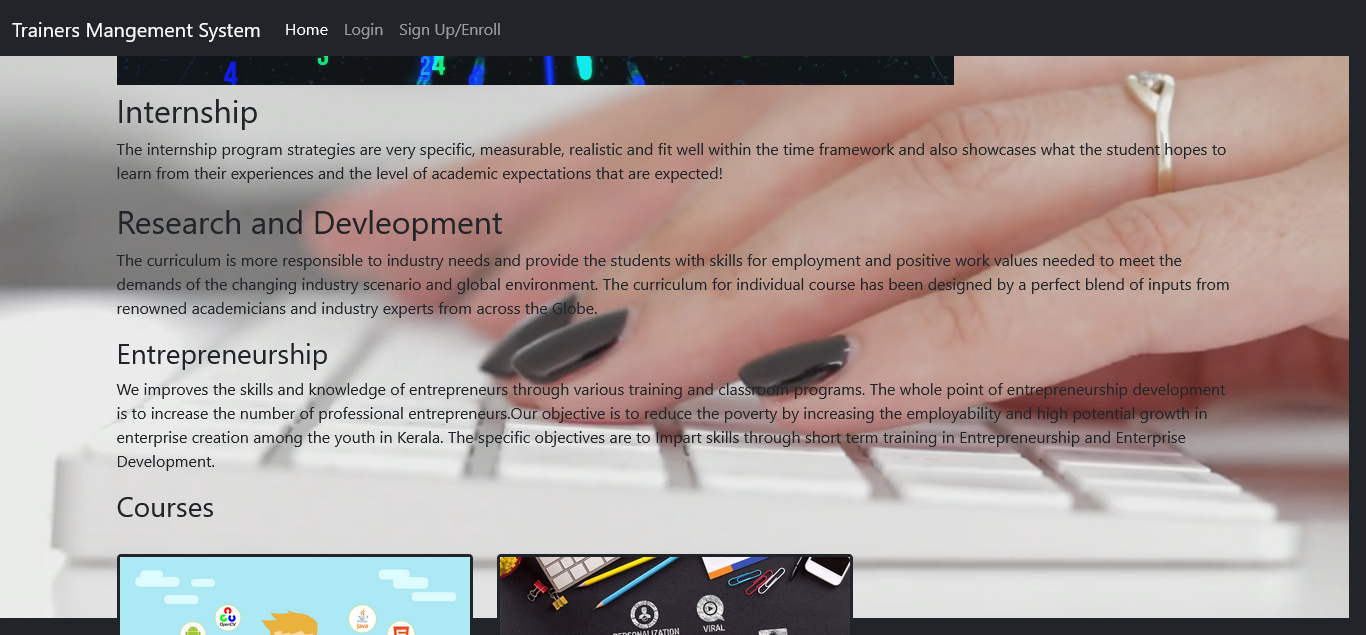 Trainers Mangement System Home Login Sign Up/Enroll
4 3 2 4
Internship
The internship program strategies are very specific, measurable, realistic and fit well within the time framework and also showcases what the student hopes to
learn from their experiences and the level of academic expectations that are expected!
Research and Devleopment
The curriculum is more responsible to industry needs and provide the students with skills for employment and positive work values needed to meet the
demands of the changing industry scenario and global environment. The curriculum for individual course has been designed by a perfect blend of inputs from
renowned academicians and industry experts from across the Globe.
Entrepreneurship
We improves the skills and knowledge of entrepreneurs through various training and classroom programs. The whole point of entrepreneurship development
is to increase the number of professional entrepreneurs.Our objective is to reduce the poverty by increasing the employability and high potential growth in
enterprise creation among the youth in Kerala. The specific objectives are to Impart skills through short term training in Entrepreneurship and Enterprise
Development.
Courses
OpenCV
Java
PERSONALIZATION
VIRAL